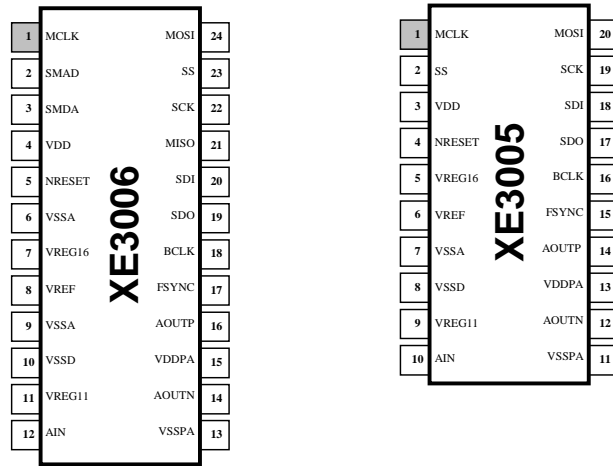 1 MCLK MOSI 24
2 SMAD SS 23
3 SMDA SCK 22
4 VDD MISO 21
5 NRESET SDI 20
6 VSSA SDO 19
7 VREG16 BCLK 18
8 VREF FSYNC 17
9 VSSA AOUTP 16
10 VSSD VDDPA 15
11 VREG11 AOUTN 14
12 AIN VSSPA 13
XE3006
1 MCLK MOSI 20
2 SS SCK 19
3 VDD SDI 18
4 NRESET SDO 17
5 VREG16 BCLK 16
6 VREF FSYNC 15
7 VSSA AOUTP 14
8 VSSD VDDPA 13
9 VREG11 AOUTN 12
10 AIN VSSPA 11
XE3005